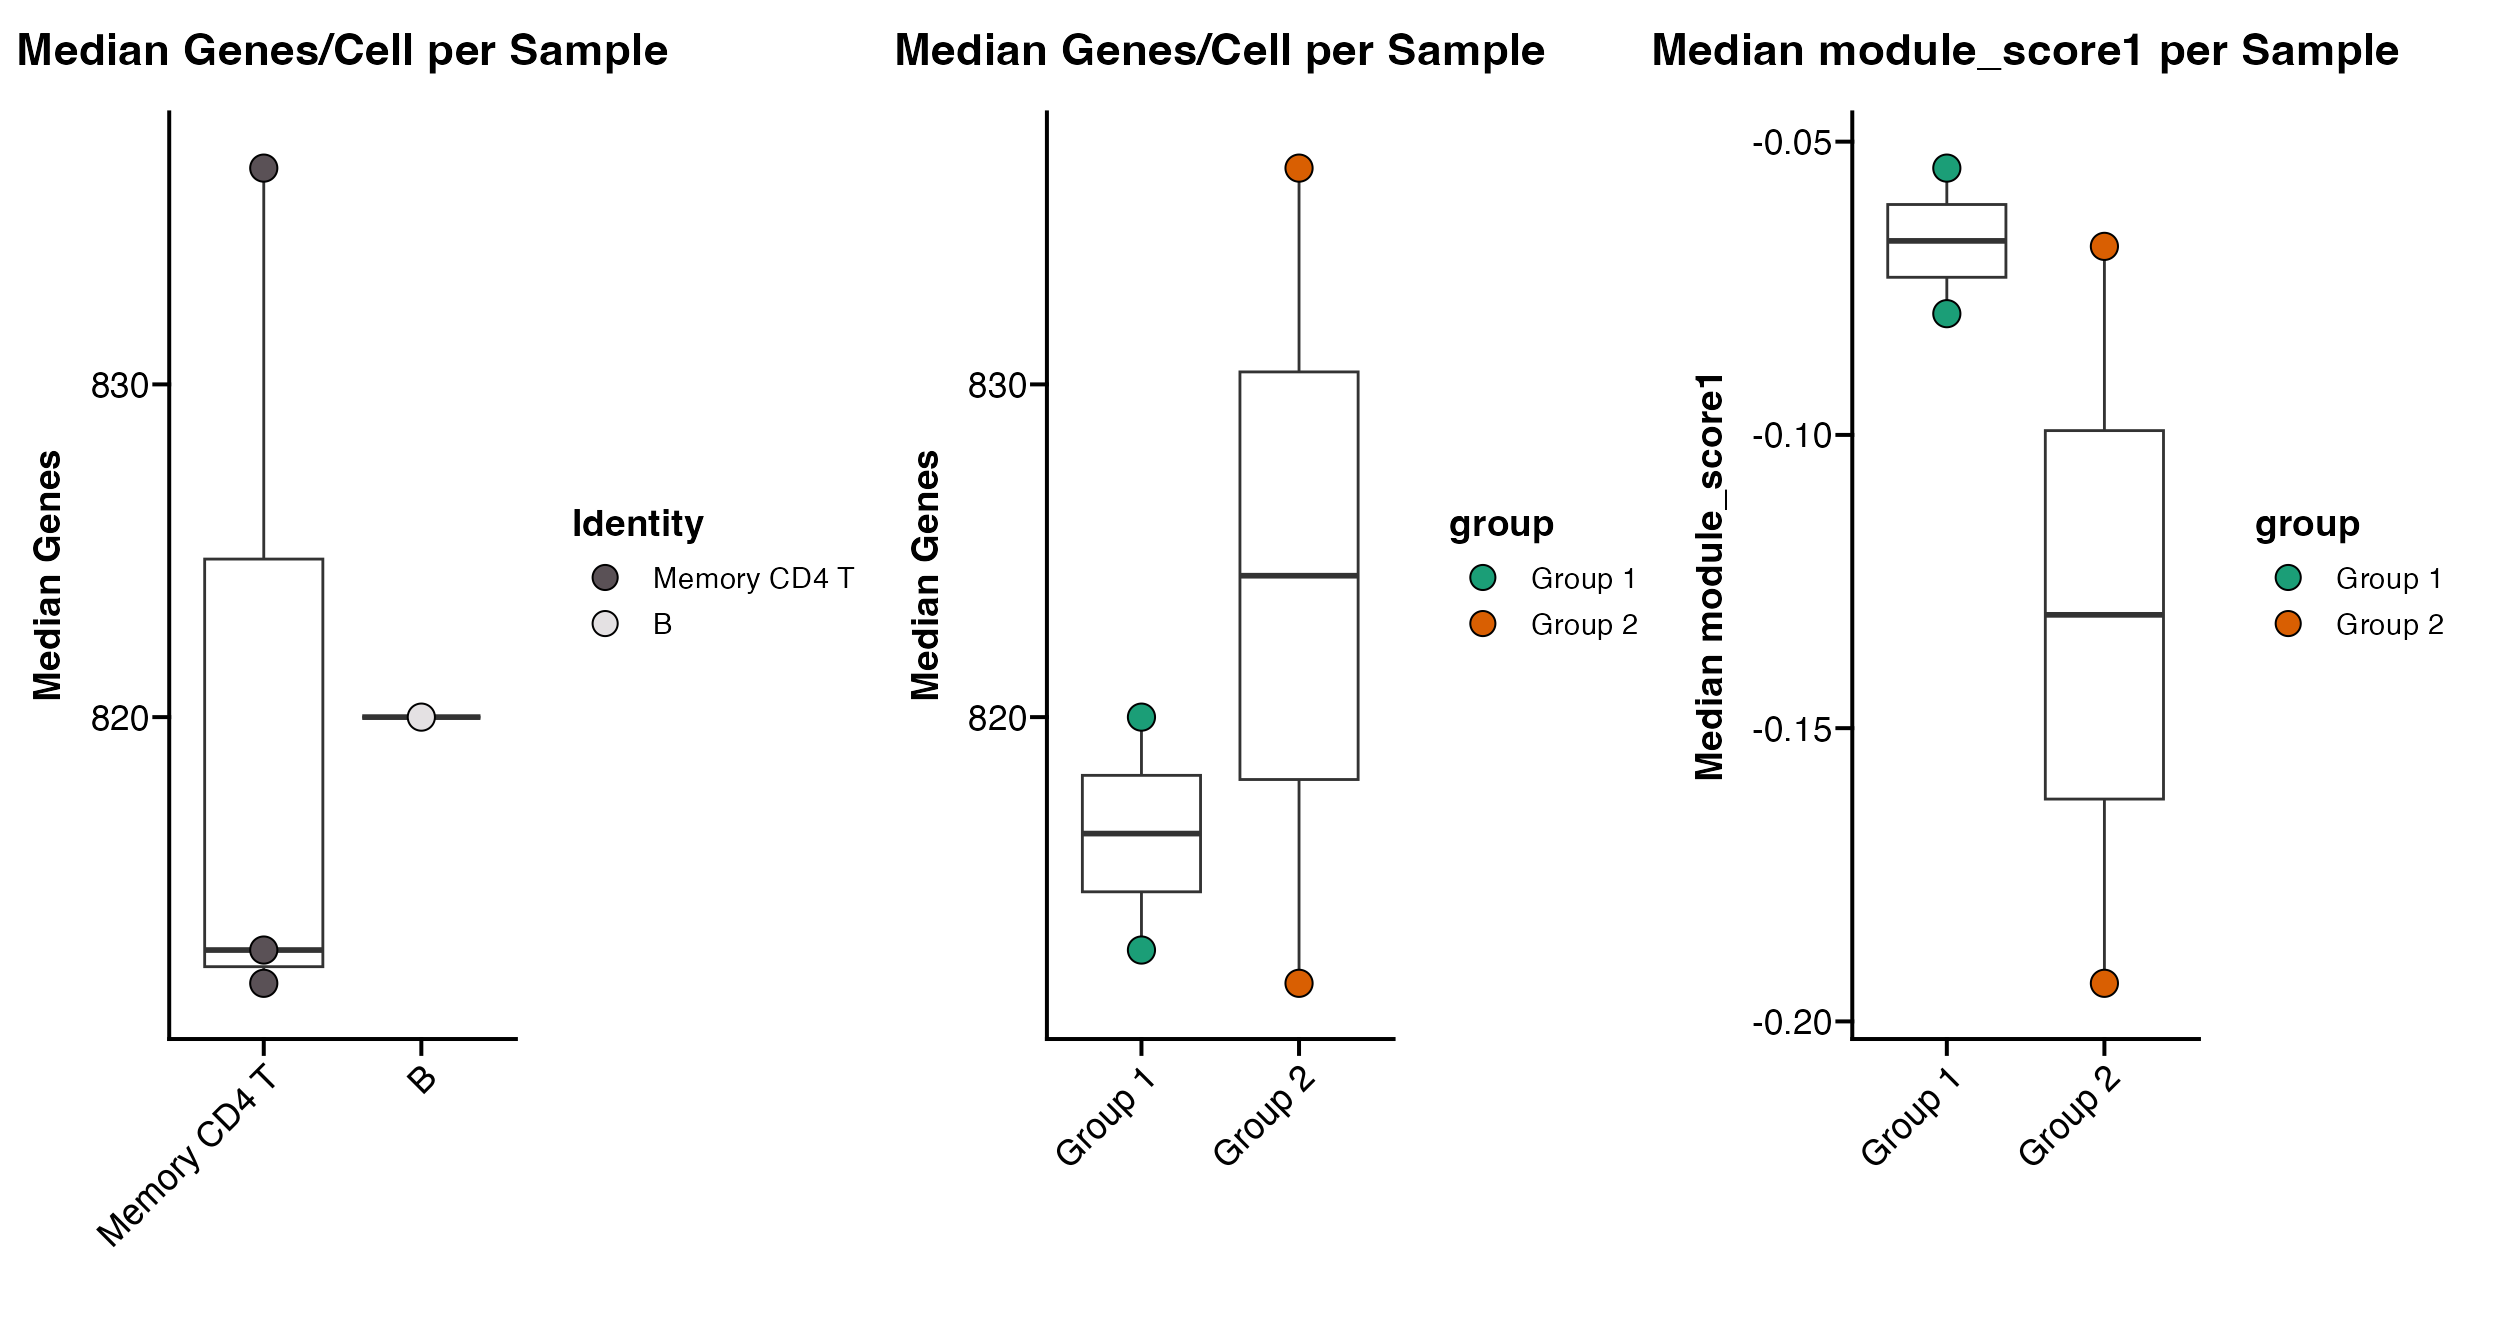 Median Genes/Cell per Sample
Median Genes
830
820
Memory CD4 T
B
Identity
Memory CD4 T
B
Median Genes/Cell per Sample
Median Genes
830
820
Group 1
Group 2
group
Group 1
Group 2
Median module_score1 per Sample
Median module_score1
-0.05
-0.10
-0.15
-0.20
Group 1
Group 2
group
Group 1
Group 2